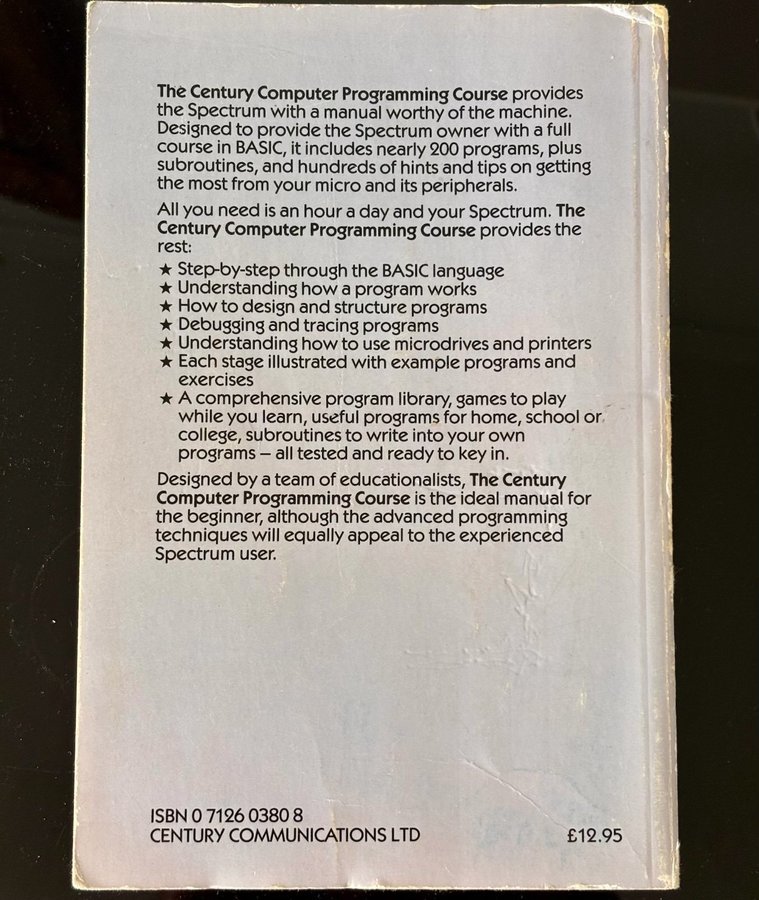 The Century Computer Programming Course provides
the Spectrum with a manual worthy of the machine.
Designed to provide the Spectrum owner with a full
course in BASIC, it includes nearly 200 programs, plus
subroutines, and hundreds of hints and tips on getting
the most from your micro and its peripherals.
All you need is an hour a day and your Spectrum. The
Century Computer Programming Course provides the
rest:
★ Step-by-step through the BASIC language
★ Understanding how a program works
★ How to design and structure programs
★ Debugging and tracing programs
★ Understanding how to use microdrives and printers
★ Each stage illustrated with example programs and
exercises
★ A comprehensive program library, games to play
while you learn, useful programs for home, school or
college, subroutines to write into your own
programs – all tested and ready to key in.
Designed by a team of educationalists, The Century
Computer Programming Course is the ideal manual for
the beginner, although the advanced programming
techniques will equally appeal to the experienced
Spectrum user.
ISBN 0 7126 0380 8
CENTURY COMMUNICATIONS LTD £12.95